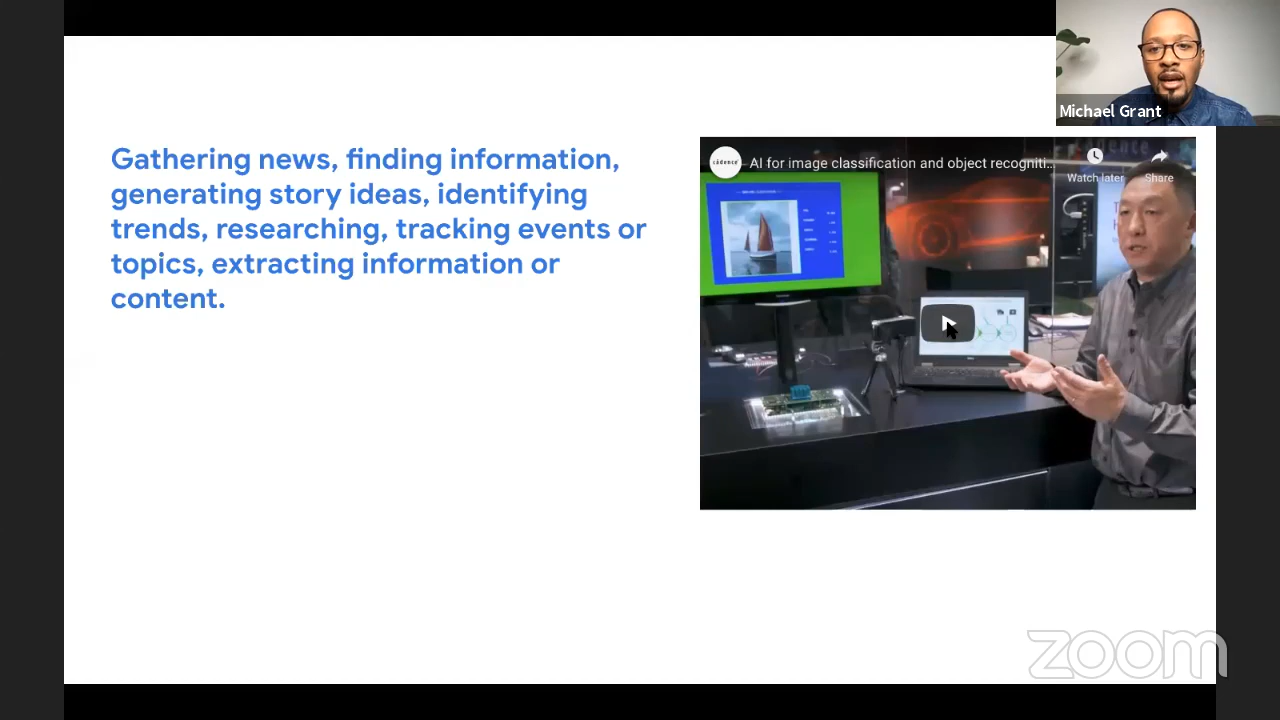 Michael Grant
Gathering news, finding information,
generating story ideas, identifying
trends, researching, tracking events or
topics, extracting information or
content.
cādence
AI for image classification and object recogniti...
Watch later
Share
zoom